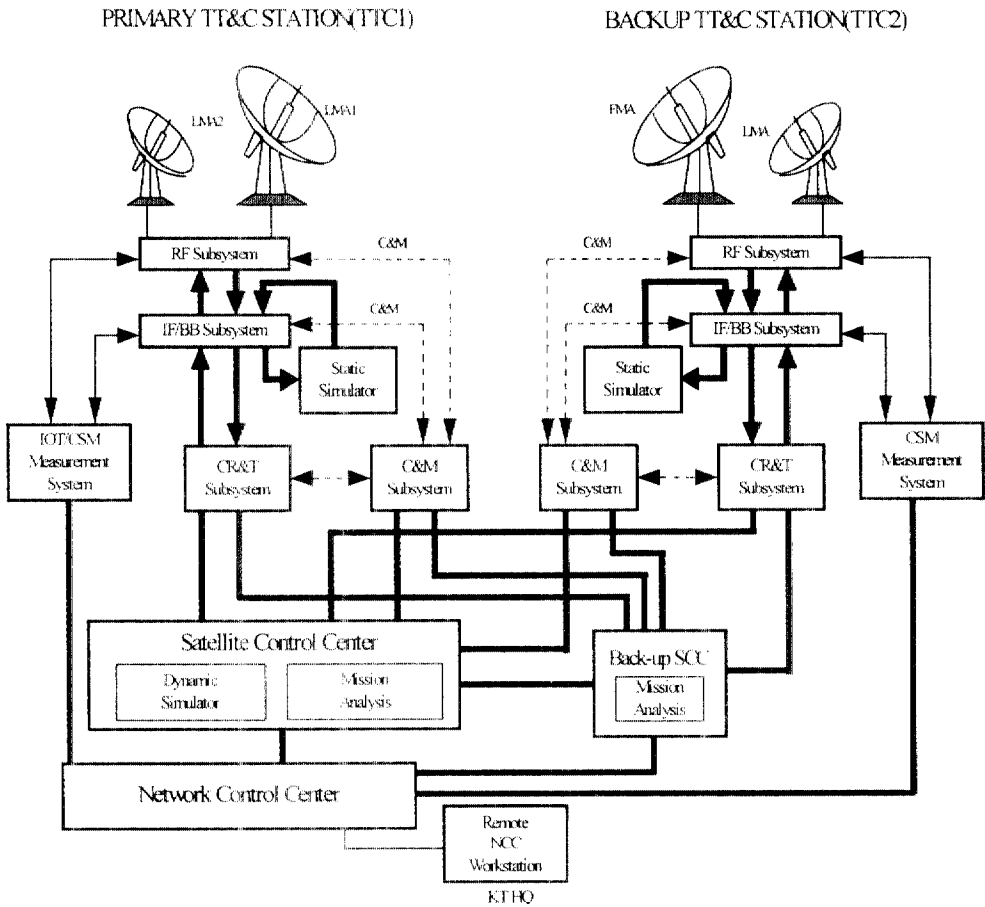 PRIMARY TT&C STATION(TTC1)
BACKUP TT&C STATION(TTC2)
LMA2
LMA1
FMA
LMA
RF Subsystem
C&M
C&M
RF Subsystem
C&M
C&M
IF/BB Subsystem
IF/BB Subsystem
Static
Simulator
Static
Simulator
IOT/CSM
Measurement
System
CR&T
Subsystem
C&M
Subsystem
C&M
Subsystem
CR&T
Subsystem
CSM
Measurement
System
Satellite Control Center
Dynamic
Simulator
Mission
Analysis
Back-up SCC
Mission
Analysis
Network Control Center
Remote
NCC
Workstation
KT HQ